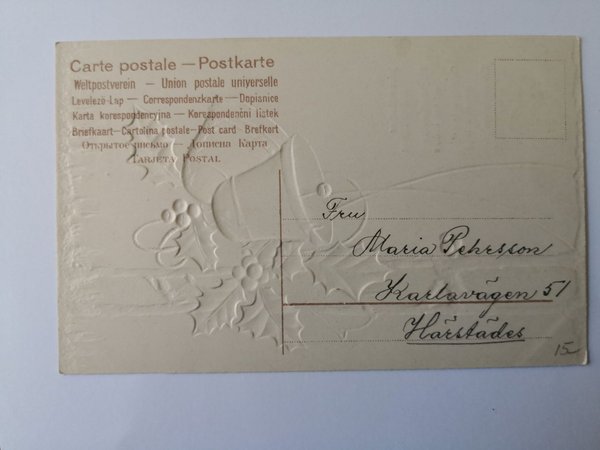 Carte postale — Postkarte
Weltpostverein — Union postale universelle
Levelezö-Lap — Correspondenzkarte — Dopisnice
Karta korespondencyjna — Korespondenční lístek
Briefkaart—Cartolina postale—Post card Brefkort
Открытое письмо Дописна Карта
Tarjeta Postal
Fru
Maria Pehrsson
Karlavägen 51
Härstädes
15